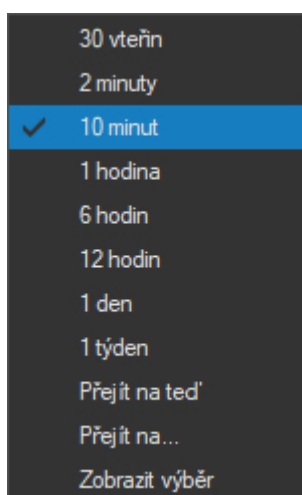 30 vteřin
2 minuty
10 minut
1 hodina
6 hodin
12 hodin
1 den
1 týden
Přejít na teď
Přejít na...
Zobrazit výběr